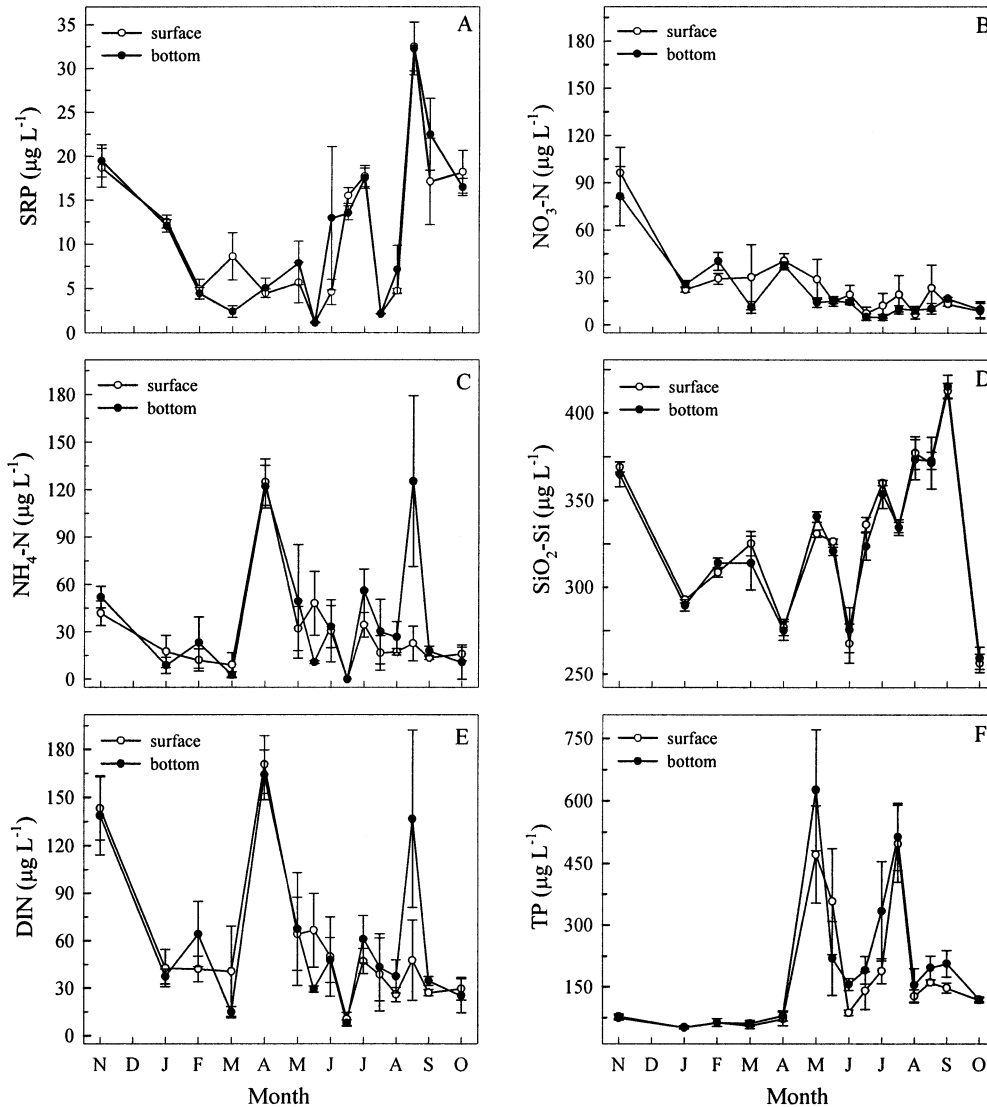 A
surface
bottom
35
30
25
20
15
10
5
0
SRP (µg L⁻¹)
B
surface
bottom
180
150
120
90
60
30
0
NO₃-N (µg L⁻¹)
C
surface
bottom
180
150
120
90
60
30
0
NH₄-N (µg L⁻¹)
D
surface
bottom
400
350
300
250
SiO₂-Si (µg L⁻¹)
E
surface
bottom
180
150
120
90
60
30
0
DIN (µg L⁻¹)
N D J F M A M J J A S O
Month
F
surface
bottom
750
600
450
300
150
TP (µg L⁻¹)
N D J F M A M J J A S O
Month